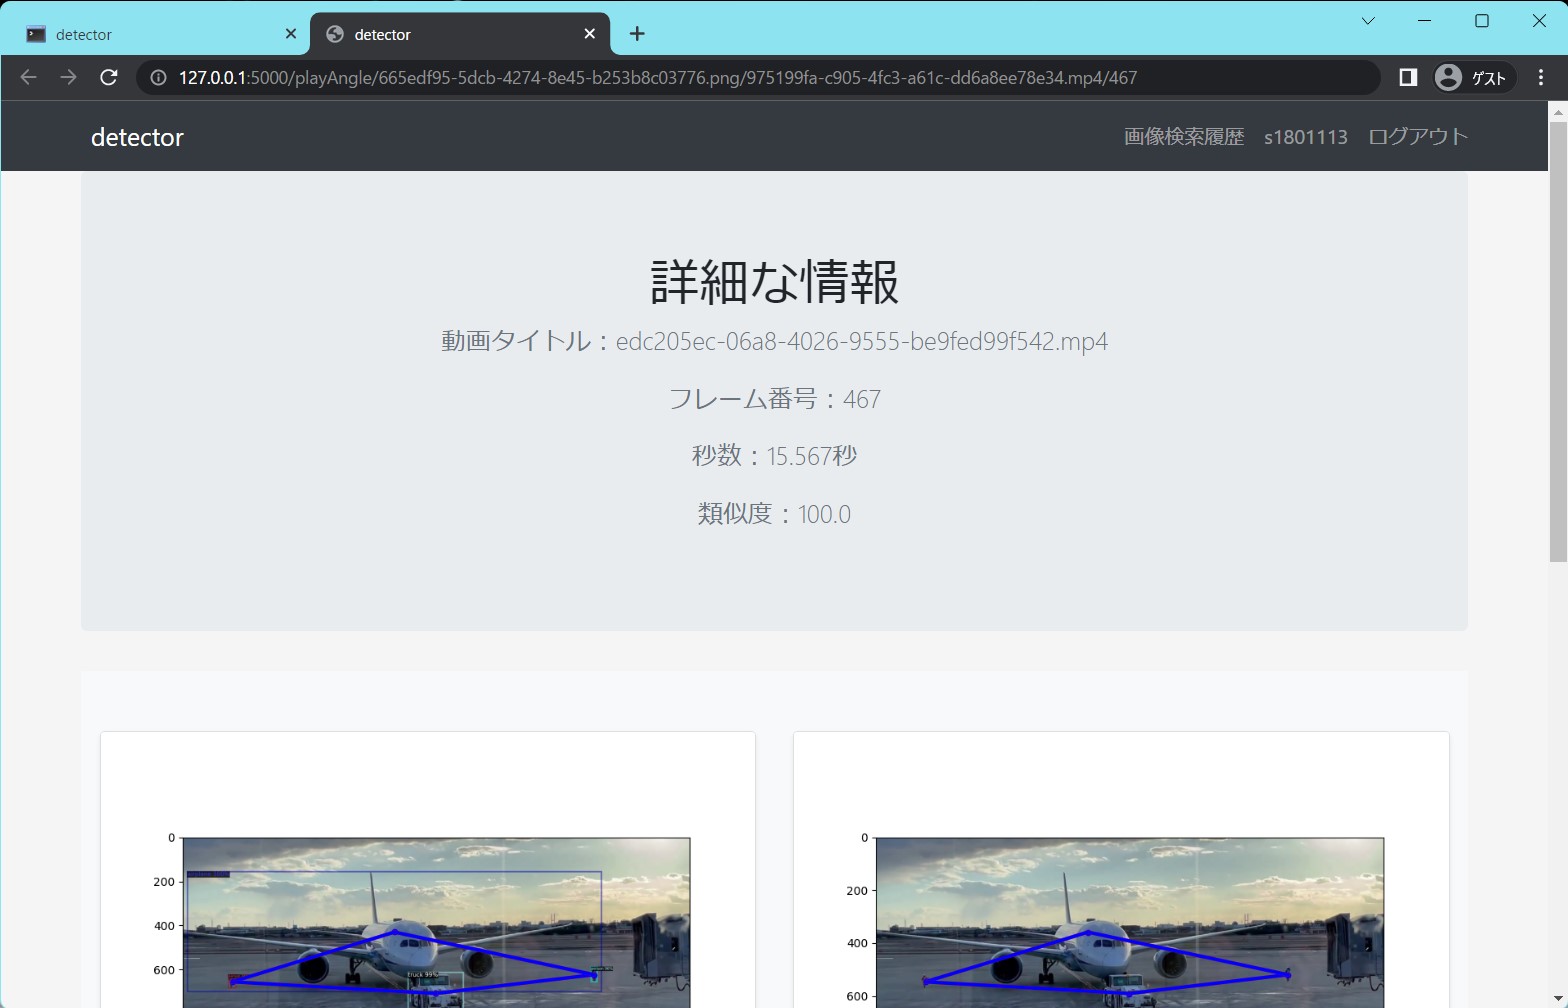 detector
detector
127.0.0.1:5000/playAngle/665edf95-5dcb-4274-8e45-b253b8c03776.png/975199fa-c905-4fc3-a61c-dd6a8ee78e34.mp4/467
ゲスト
detector
画像検索履歴 s1801113 ログアウト
詳細な情報
動画タイトル：edc205ec-06a8-4026-9555-be9fed99f542.mp4
フレーム番号：467
秒数：15.567秒
類似度：100.0
0
200
400
600
truck 99%
0
200
400
600